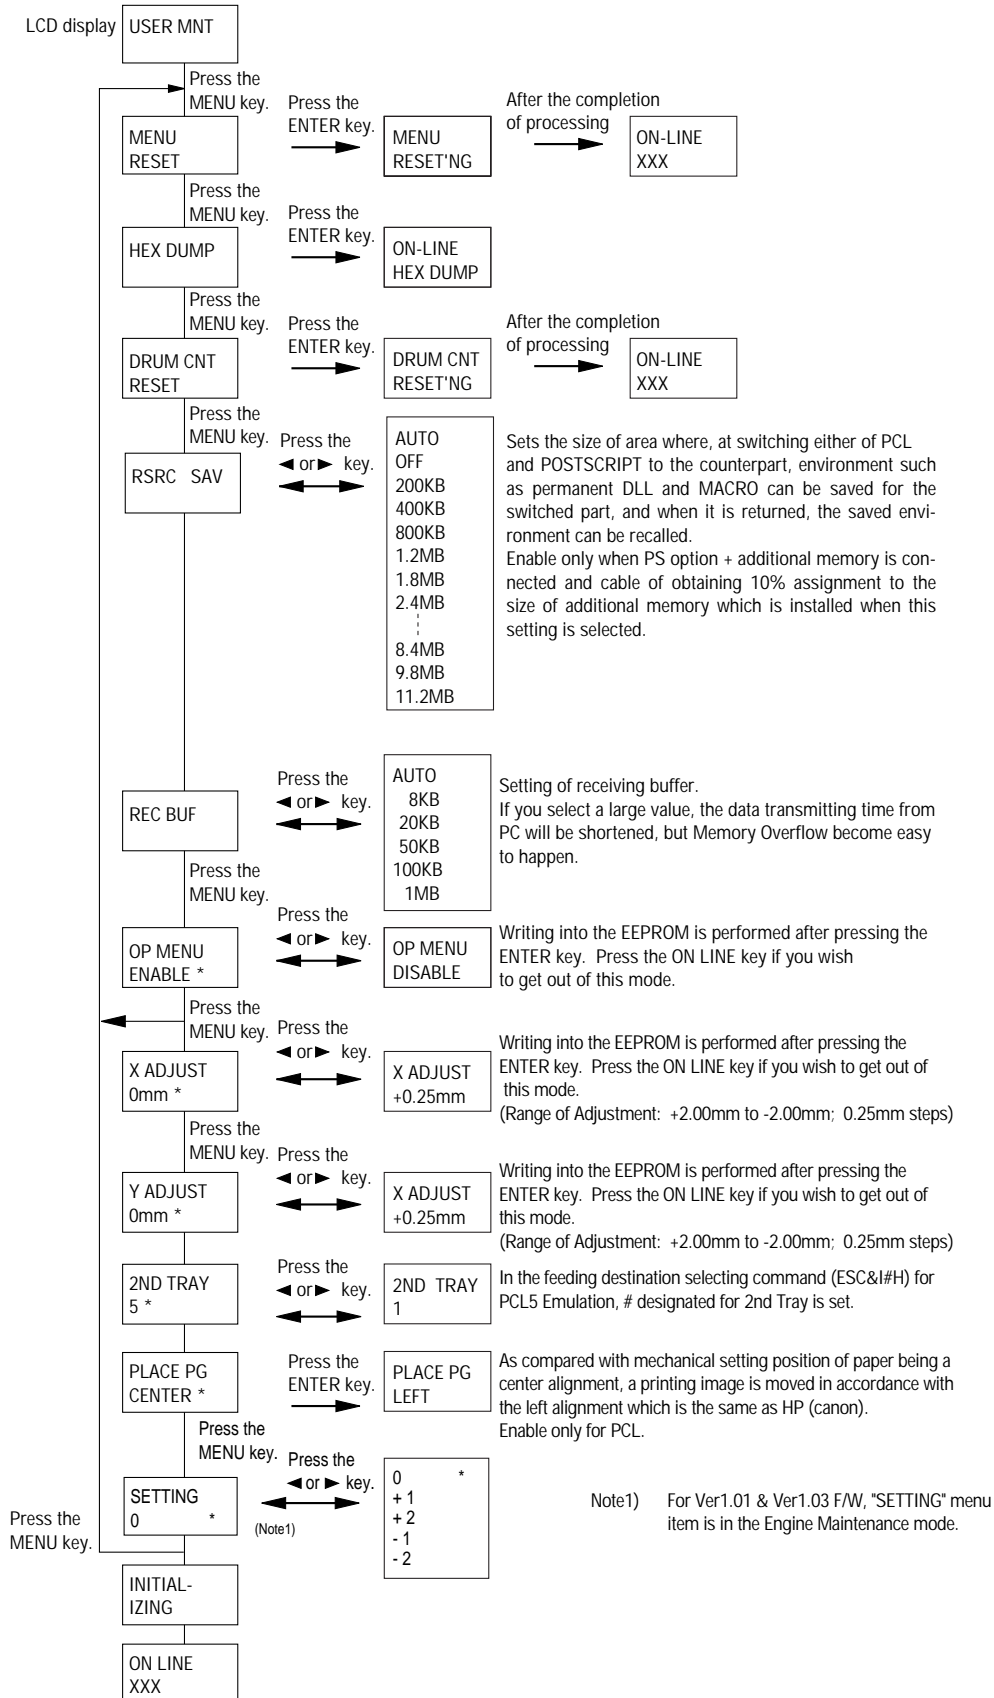 LCD display
USER MNT
Press the
MENU key.
MENU
RESET
Press the
ENTER key.
MENU
RESET'NG
After the completion
of processing
ON-LINE
XXX
Press the
MENU key.
HEX DUMP
Press the
ENTER key.
ON-LINE
HEX DUMP
Press the
MENU key.
DRUM CNT
RESET
Press the
ENTER key.
DRUM CNT
RESET'NG
After the completion
of processing
ON-LINE
XXX
Press the
MENU key.
RSRC SAV
Press the
◄ or► key.
AUTO
OFF
200KB
400KB
800KB
1.2MB
1.8MB
2.4MB
8.4MB
9.8MB
11.2MB
Sets the size of area where, at switching either of PCL
and POSTSCRIPT to the counterpart, environment such
as permanent DLL and MACRO can be saved for the
switched part, and when it is returned, the saved envi-
ronment can be recalled.
Enable only when PS option + additional memory is con-
nected and cable of obtaining 10% assignment to the
size of additional memory which is installed when this
setting is selected.
REC BUF
Press the
◄ or► key.
AUTO
8KB
20KB
50KB
100KB
1MB
Setting of receiving buffer.
If you select a large value, the data transmitting time from
PC will be shortened, but Memory Overflow become easy
to happen.
Press the
MENU key.
OP MENU
ENABLE *
Press the
◄ or► key.
OP MENU
DISABLE
Writing into the EEPROM is performed after pressing the
ENTER key. Press the ON LINE key if you wish
to get out of this mode.
Press the
MENU key.
X ADJUST
0mm *
Press the
◄ or► key.
X ADJUST
+0.25mm
Writing into the EEPROM is performed after pressing the
ENTER key. Press the ON LINE key if you wish to get out of
this mode.
(Range of Adjustment: +2.00mm to -2.00mm; 0.25mm steps)
Press the
MENU key.
Y ADJUST
0mm *
Press the
◄ or► key.
X ADJUST
+0.25mm
Writing into the EEPROM is performed after pressing the
ENTER key. Press the ON LINE key if you wish to get out of
this mode.
(Range of Adjustment: +2.00mm to -2.00mm; 0.25mm steps)
2ND TRAY
5 *
Press the
◄ or► key.
2ND TRAY
1
In the feeding destination selecting command (ESC&I#H) for
PCL5 Emulation, # designated for 2nd Tray is set.
PLACE PG
CENTER *
Press the
ENTER key.
PLACE PG
LEFT
As compared with mechanical setting position of paper being a
center alignment, a printing image is moved in accordance with
the left alignment which is the same as HP (canon).
Enable only for PCL.
Press the
MENU key.
SETTING
0 *
Press the
◄ or ► key.
(Note1)
0 *
+ 1
+ 2
- 1
- 2
Note1) For Ver1.01 & Ver1.03 F/W, "SETTING" menu
item is in the Engine Maintenance mode.
Press the
MENU key.
INITIAL-
IZING
ON LINE
XXX